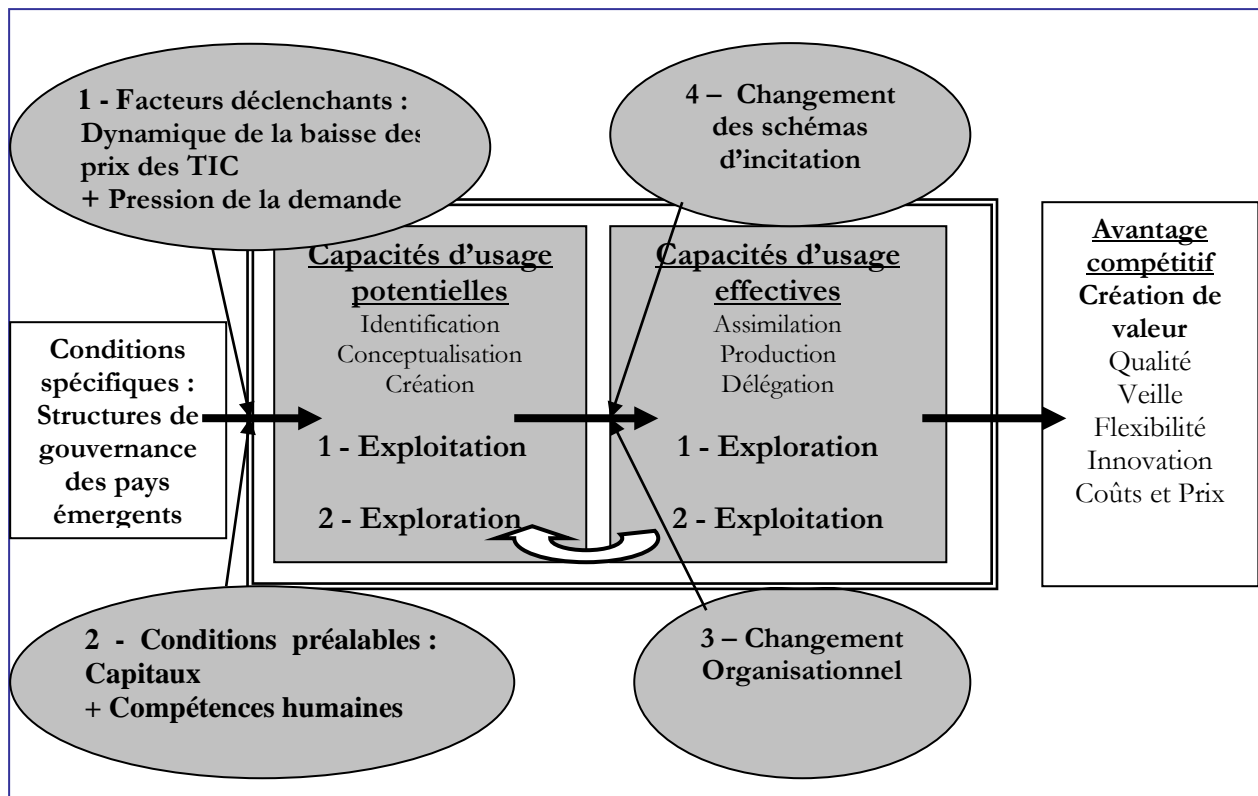 1 - Facteurs déclenchants :
Dynamique de la baisse des
prix des TIC
+ Pression de la demande
4 – Changement
des schémas
d’incitation
Conditions
spécifiques :
Structures de
gouvernance
des pays
émergents
Capacités d’usage
potentielles
Identification
Conceptualisation
Création
1 - Exploitation
2 - Exploration
Capacités d’usage
effectives
Assimilation
Production
Délégation
1 - Exploration
2 - Exploitation
Avantage
compétitif
Création de
valeur
Qualité
Veille
Flexibilité
Innovation
Coûts et Prix
2 - Conditions préalables :
Capitaux
+ Compétences humaines
3 – Changement
Organisationnel